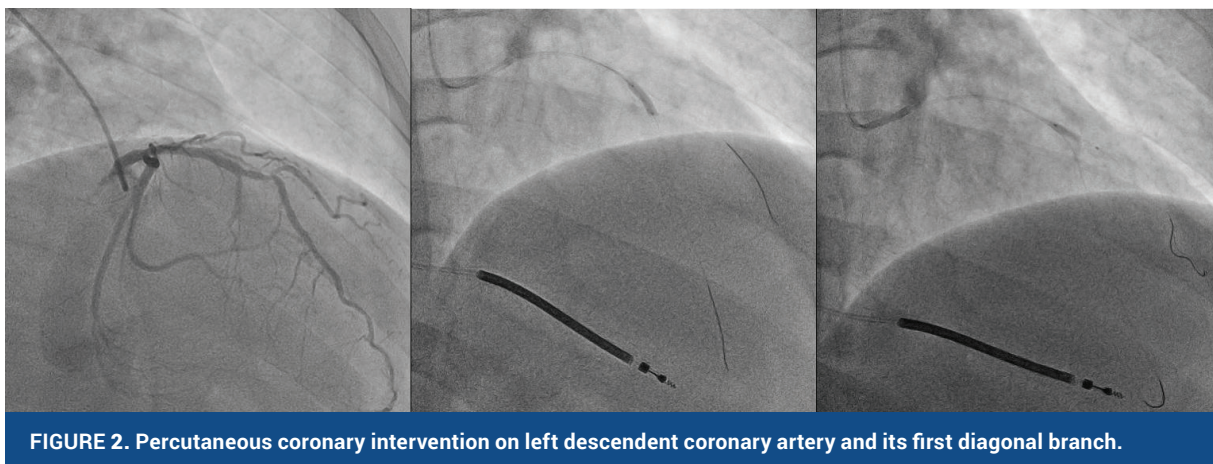 FIGURE 2. Percutaneous coronary intervention on left descendent coronary artery and its first diagonal branch.